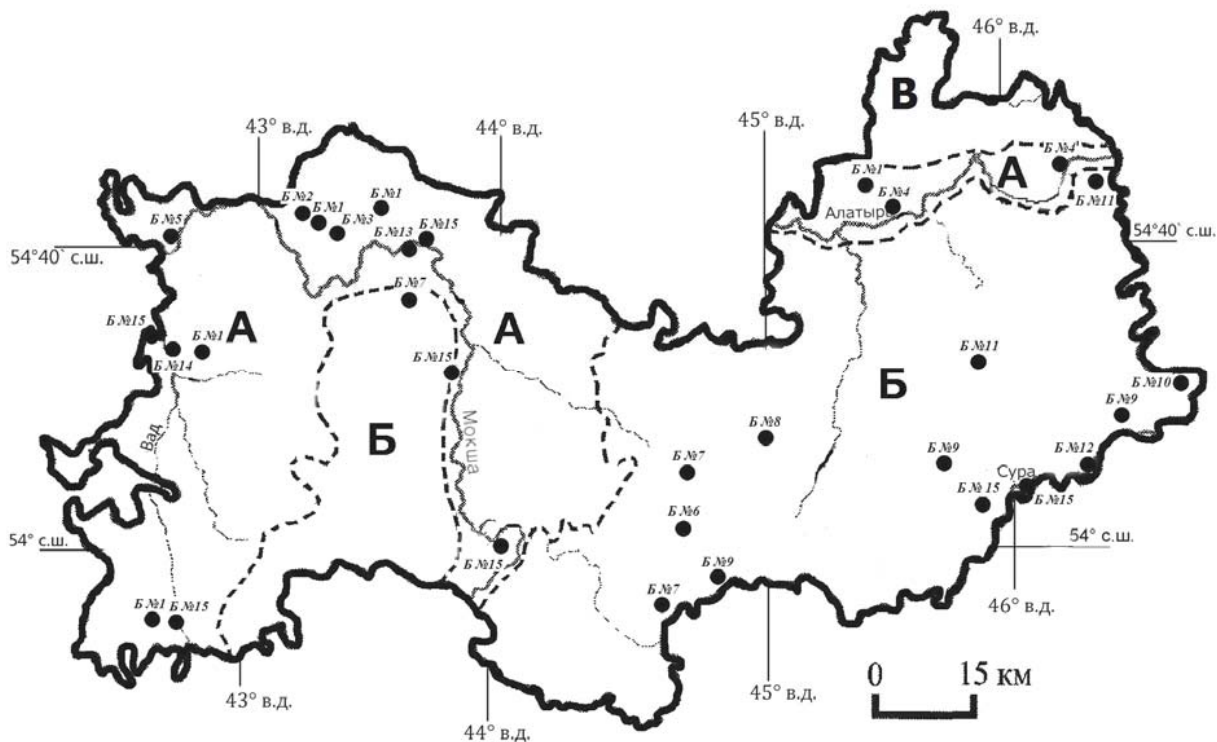 46° в.д.
В
45° в.д.
43° в.д.
44° в.д.
Б №4
Б №1
А
Б №11
Б №4
Алатырь
Б №2
Б №1
Б №1
Б №3
Б №15
Б №13
Б №5
54°40` с.ш.
54°40` с.ш.
Б №7
А
А
Б №15
Б №1
Б №14
Б №15
Б №11
Б
Б №10
Б №9
Б
Мокша
Вад
Б №8
Б №7
Б №9
Б №12
Сура
Б №15
Б №15
Б №6
54° с.ш.
54° с.ш.
Б №15
Б №9
Б №7
Б №1
Б №15
46° в.д.
43° в.д.
44° в.д.
45° в.д.
0 15 км